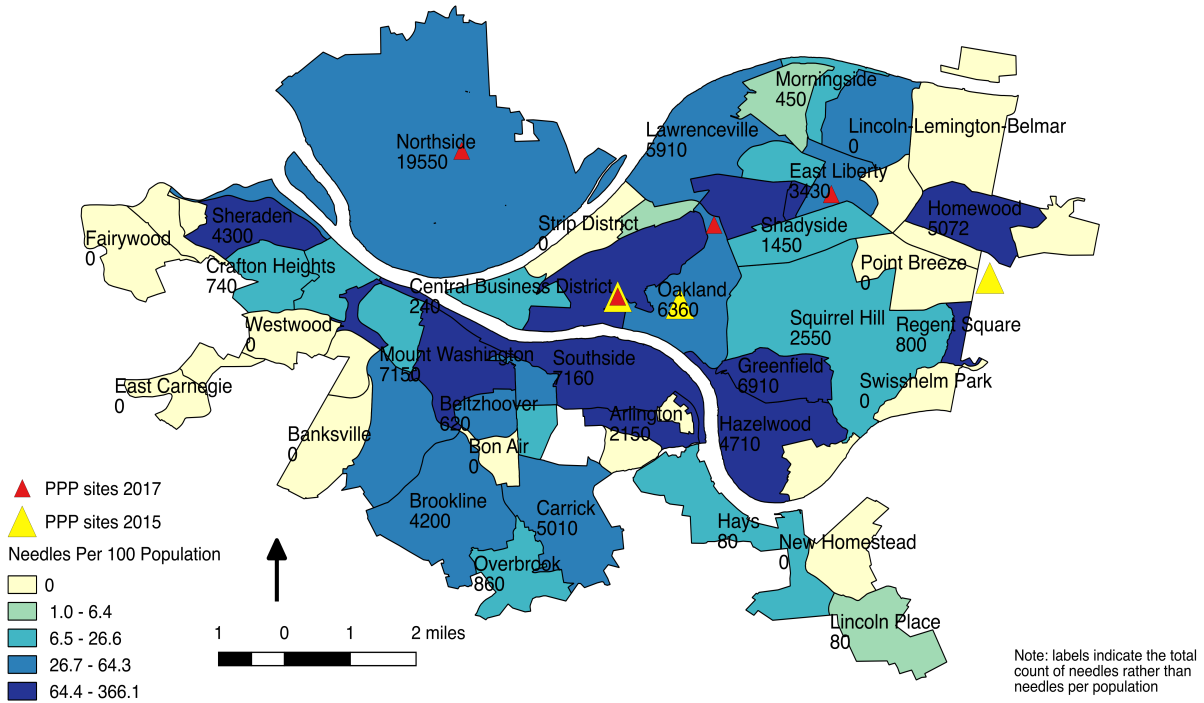 Morningside
450
Lincoln-Lemington-Belmar
0
Lawrenceville
5910
Northside
19550
East Liberty
3430
Homewood
5072
Sheraden
4300
Strip District
0
Shadyside
1450
Fairywood
0
Crafton Heights
740
Point Breeze
0
Central Business District
240
Oakland
6360
Squirrel Hill
2550
Regent Square
800
Westwood
0
Mount Washington
7150
Southside
7160
Greenfield
6910
Swisshelm Park
0
East Carnegie
0
Beltzhoover
620
Arlington
2150
Hazelwood
4710
Banksville
0
Bon Air
0
Brookline
4200
Carrick
5010
Hays
80
New Homestead
0
Overbrook
860
Lincoln Place
80
PPP sites 2017
PPP sites 2015
Needles Per 100 Population
0
1.0 - 6.4
6.5 - 26.6
26.7 - 64.3
64.4 - 366.1
1 0 1 2 miles
Note: labels indicate the total
count of needles rather than
needles per population